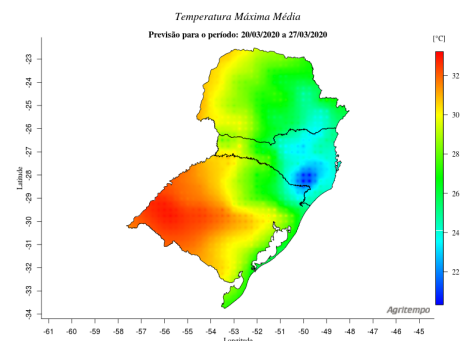 Temperatura Máxima Média
Previsão para o período: 20/03/2020 a 27/03/2020
[°C]
-23
-24
-25
-26
-27
-28
-29
-30
-31
-32
-33
-34
Latitude
32
30
28
26
24
22
Agritempo
-61 -60 -59 -58 -57 -56 -55 -54 -53 -52 -51 -50 -49 -48 -47 -46 -45
Longitude